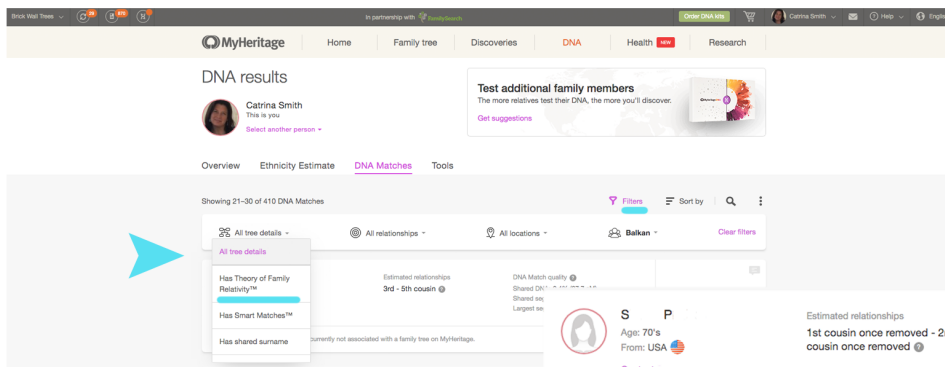 Brick Wall Trees 39 975
In partnership with FamilySearch
Order DNA kits Catrina Smith Help
MyHeritage Home Family tree Discoveries DNA Health NEW Research
DNA results
Catrina Smith
This is you
Select another person
Test additional family members
The more relatives test their DNA, the more you'll discover.
Get suggestions
Overview Ethnicity Estimate DNA Matches Tools
Showing 21–30 of 410 DNA Matches
Filters Sort by
All tree details All relationships All locations Balkan Clear filters
All tree details
Has Theory of Family
Relativity™
Has Smart Matches™
Has shared surname
Estimated relationships
3rd - 5th cousin
DNA Match quality
Shared
Shared
Largest
currently not associated with a family tree on MyHeritage.
S P
Age: 70's
From: USA
Estimated relationships
1st cousin once removed -
cousin once removed